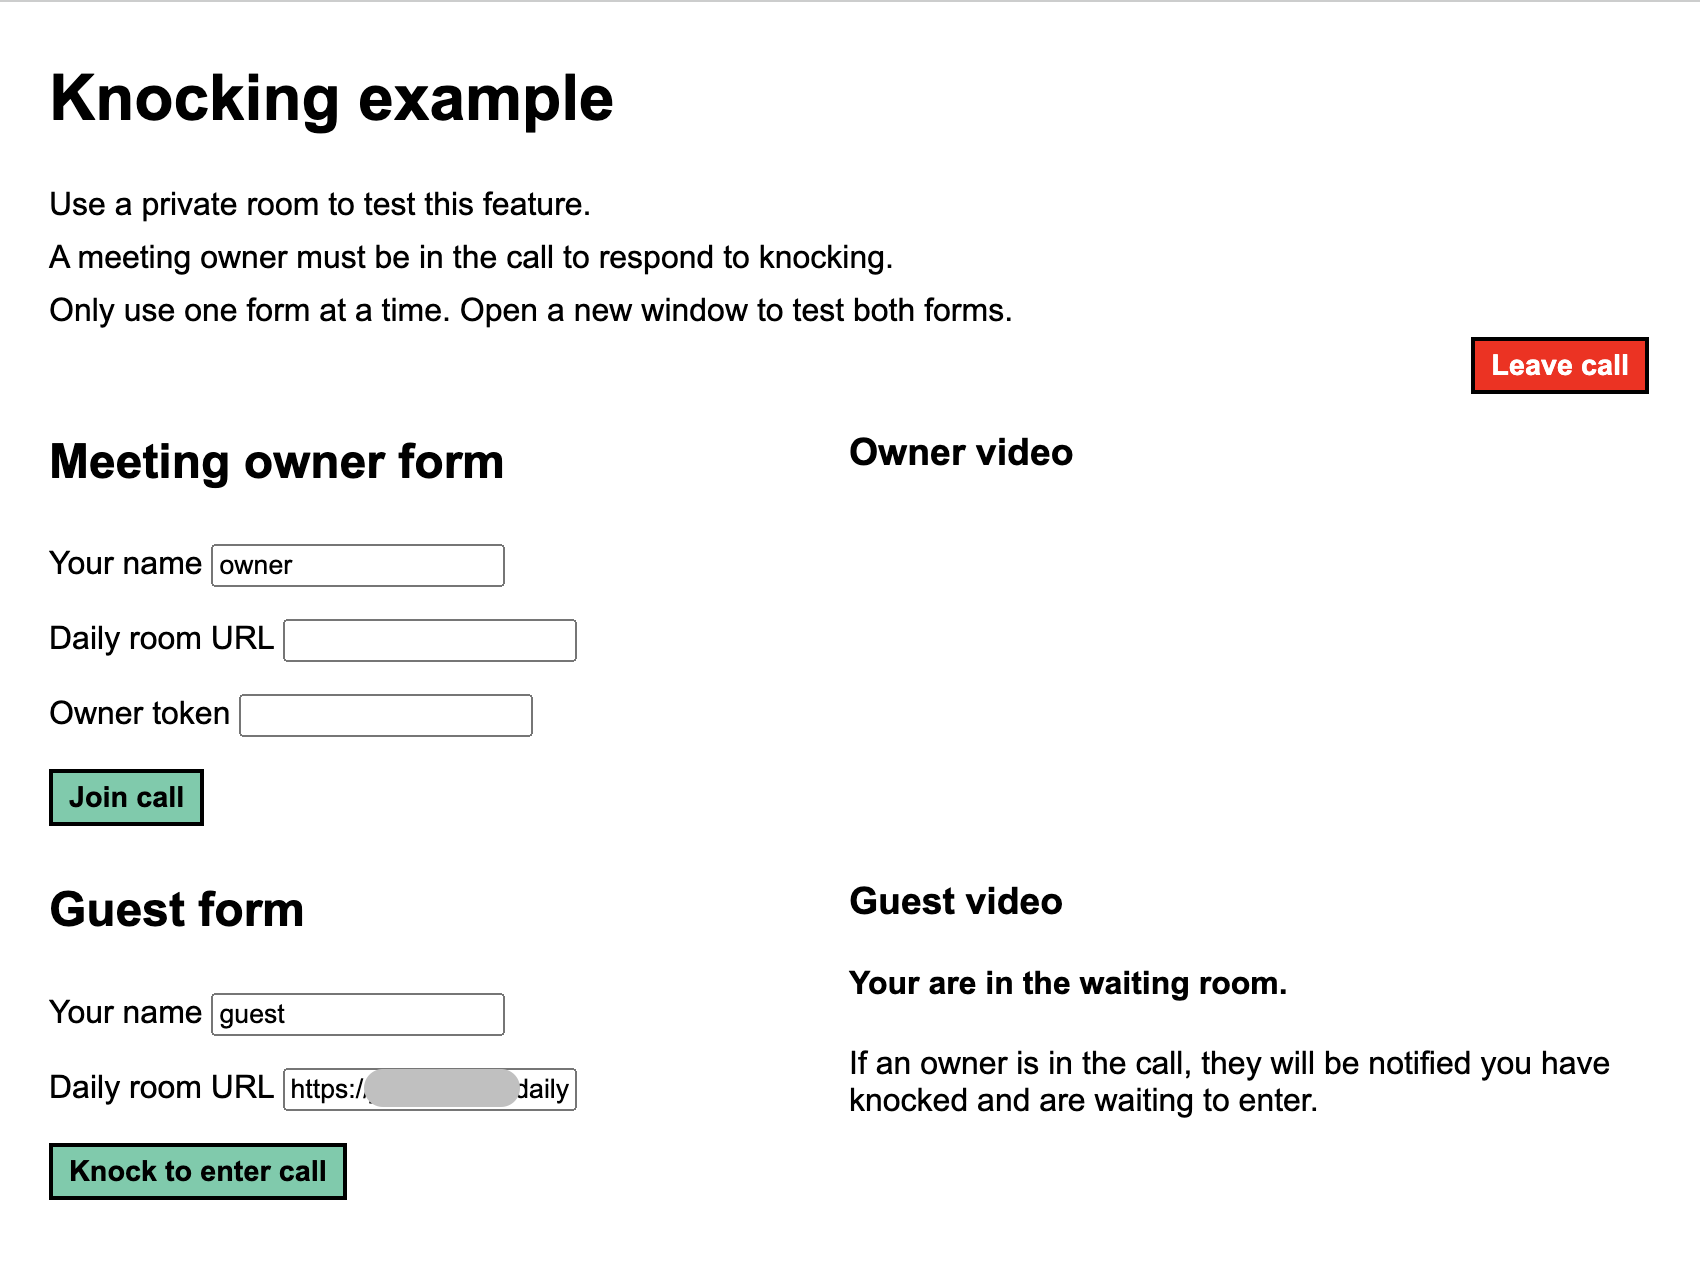 Knocking example
Use a private room to test this feature.
A meeting owner must be in the call to respond to knocking.
Only use one form at a time. Open a new window to test both forms.
Leave call
Meeting owner form
Your name owner
Daily room URL
Owner token
Join call
Owner video
Guest form
Your name guest
Daily room URL https:// daily
Knock to enter call
Guest video
Your are in the waiting room.
If an owner is in the call, they will be notified you have
knocked and are waiting to enter.